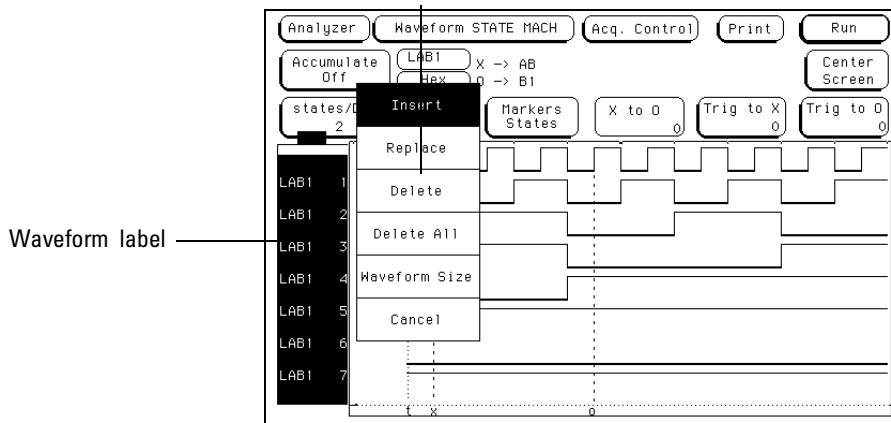 Analyzer Waveform STATE MACH Acq. Control Print Run
Accumulate Off
LAB1 X -> AB
Hex O -> B1
Center Screen
states/D 2
Markers States
X to O 0
Trig to X 0
Trig to O 0
Insert
Replace
Delete
Delete All
Waveform Size
Cancel
Waveform label
LAB1 1
LAB1 2
LAB1 3
LAB1 4
LAB1 5
LAB1 6
LAB1 7
t x o